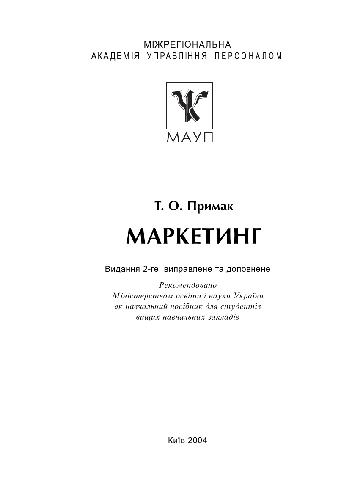 МІЖРЕГІОНАЛЬНА
АКАДЕМІЯ УПРАВЛІННЯ ПЕРСОНАЛОМ
МАУП
Т. О. Примак
МАРКЕТИНГ
Видання 2-ге, виправлене та доповнене
Рекомендовано
Міністерством освіти і науки України
як навчальний посібник для студентів
вищих навчальних закладів
Київ 2004